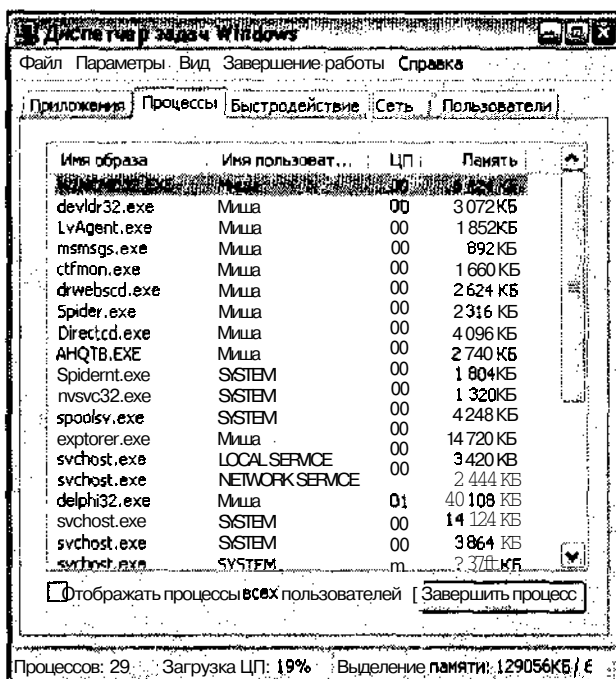 Диспетчер задач Windows
Файл Параметры Вид Завершение работы Справка
Приложения Процессы Быстродействие Сеть Пользователи
Имя образа Имя пользоват... ЦП Память
00
devldr32.exe Миша 00 3 072 КБ
LvAgent.exe Миша 00 1 852 КБ
msmsgs.exe Миша 00 892 КБ
ctfmon.exe Миша 00 1 660 КБ
drwebscd.exe Миша 00 2 624 КБ
Spider.exe Миша 00 2 316 КБ
Directcd.exe Миша 00 4 096 КБ
AHQTB.EXE Миша 00 2 740 КБ
Spidernt.exe SYSTEM 00 1 804 КБ
nvsvc32.exe SYSTEM 00 1 320 КБ
spoolsv.exe SYSTEM 00 4 248 КБ
exptorer.exe Миша 00 14 720 КБ
svchost.exe LOCAL SERVICE 00 3 420 КВ
svchost.exe NETWORK SERVICE 00 2 444 КБ
delphi32.exe Миша 01 40 108 КБ
svchost.exe SYSTEM 00 14 124 КБ
svchost.exe SYSTEM 00 3 864 КБ
svchost.exe SYSTEM КБ
Отображать процессы всех пользователей Завершить процесс
Процессов: 29 Загрузка ЦП: 19% Выделение памяти: 129056КБ / 6